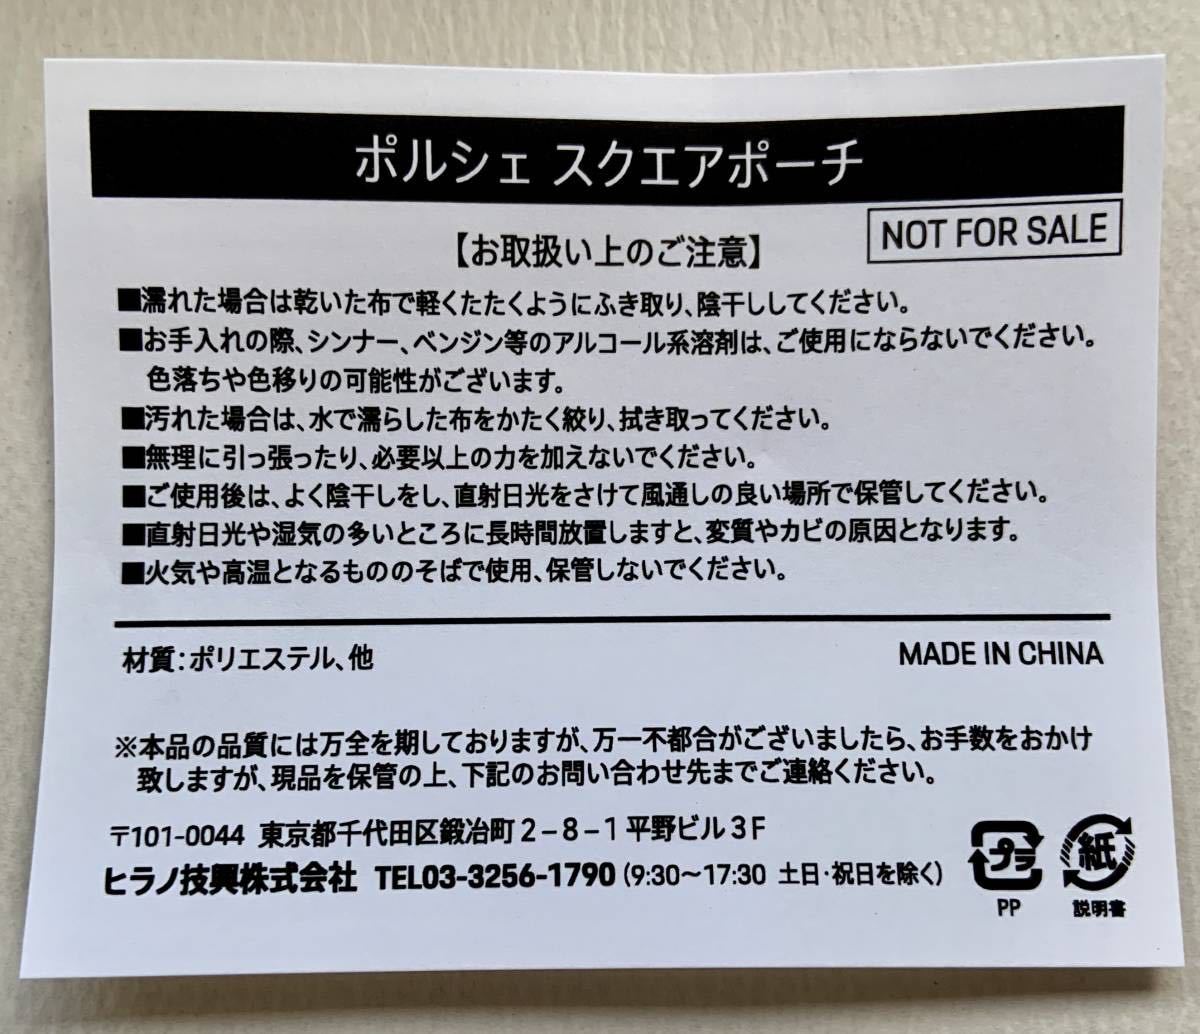 ポルシェ スクエアポーチ
NOT FOR SALE
【お取扱い上のご注意】
■濡れた場合は乾いた布で軽くたたくようにふき取り、陰干ししてください。
■お手入れの際、シンナー、ベンジン等のアルコール系溶剤は、ご使用にならないでください。
色落ちや色移りの可能性がございます。
■汚れた場合は、水で濡らした布をかたく絞り、拭き取ってください。
■無理に引っ張ったり、必要以上の力を加えないでください。
■ご使用後は、よく陰干しをし、直射日光をさけて風通しの良い場所で保管してください。
■直射日光や湿気の多いところに長時間放置しますと、変質やカビの原因となります。
■火気や高温となるもののそばで使用、保管しないでください。
材質：ポリエステル、他
MADE IN CHINA
※本品の品質には万全を期しておりますが、万一不都合がございましたら、お手数をおかけ
致しますが、現品を保管の上、下記のお問い合わせ先までご連絡ください。
〒101-0044 東京都千代田区鍛冶町2－8－1平野ビル3F
ヒラノ技興株式会社 TEL03-3256-1790（9:30～17:30 土日・祝日を除く）
プラ
PP
紙
説明書